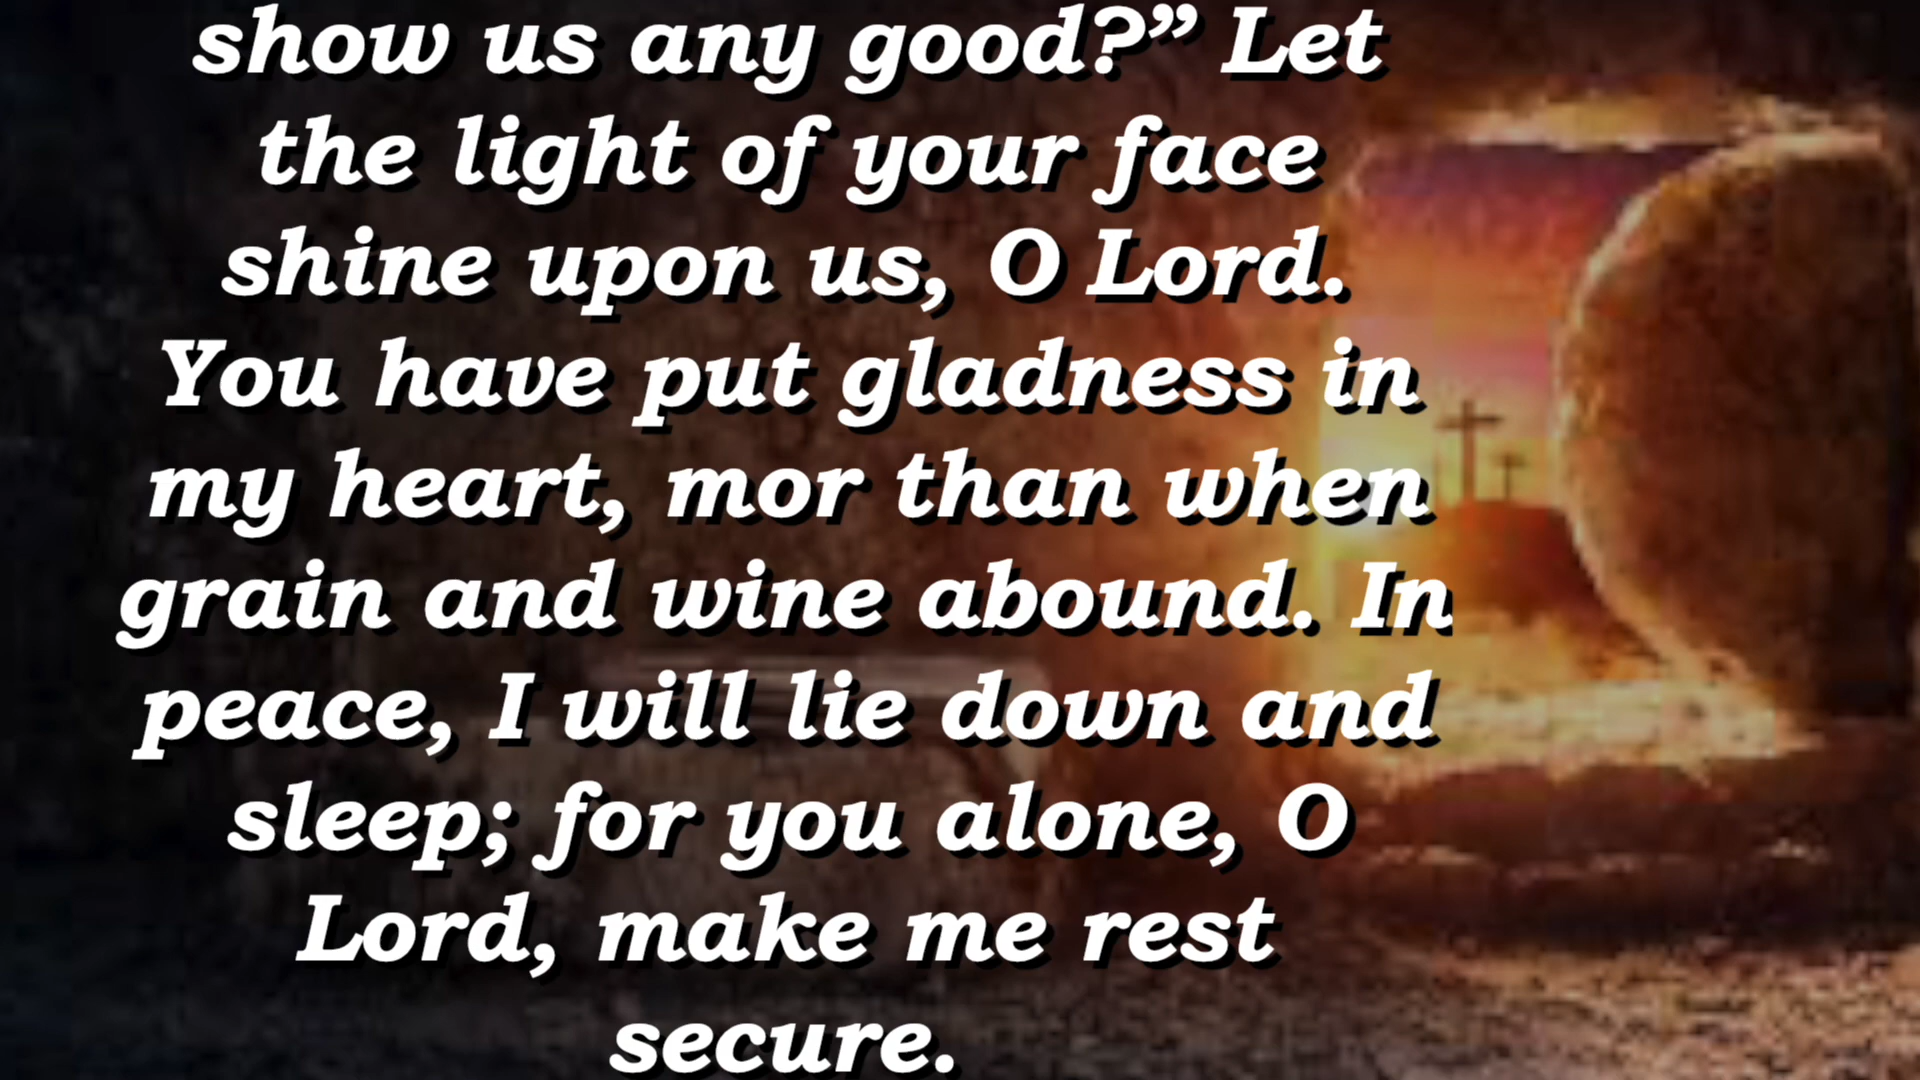 show us any good?” Let
the light of your face
shine upon us, O Lord.
You have put gladness in
my heart, mor than when
grain and wine abound. In
peace, I will lie down and
sleep; for you alone, O
Lord, make me rest
secure.